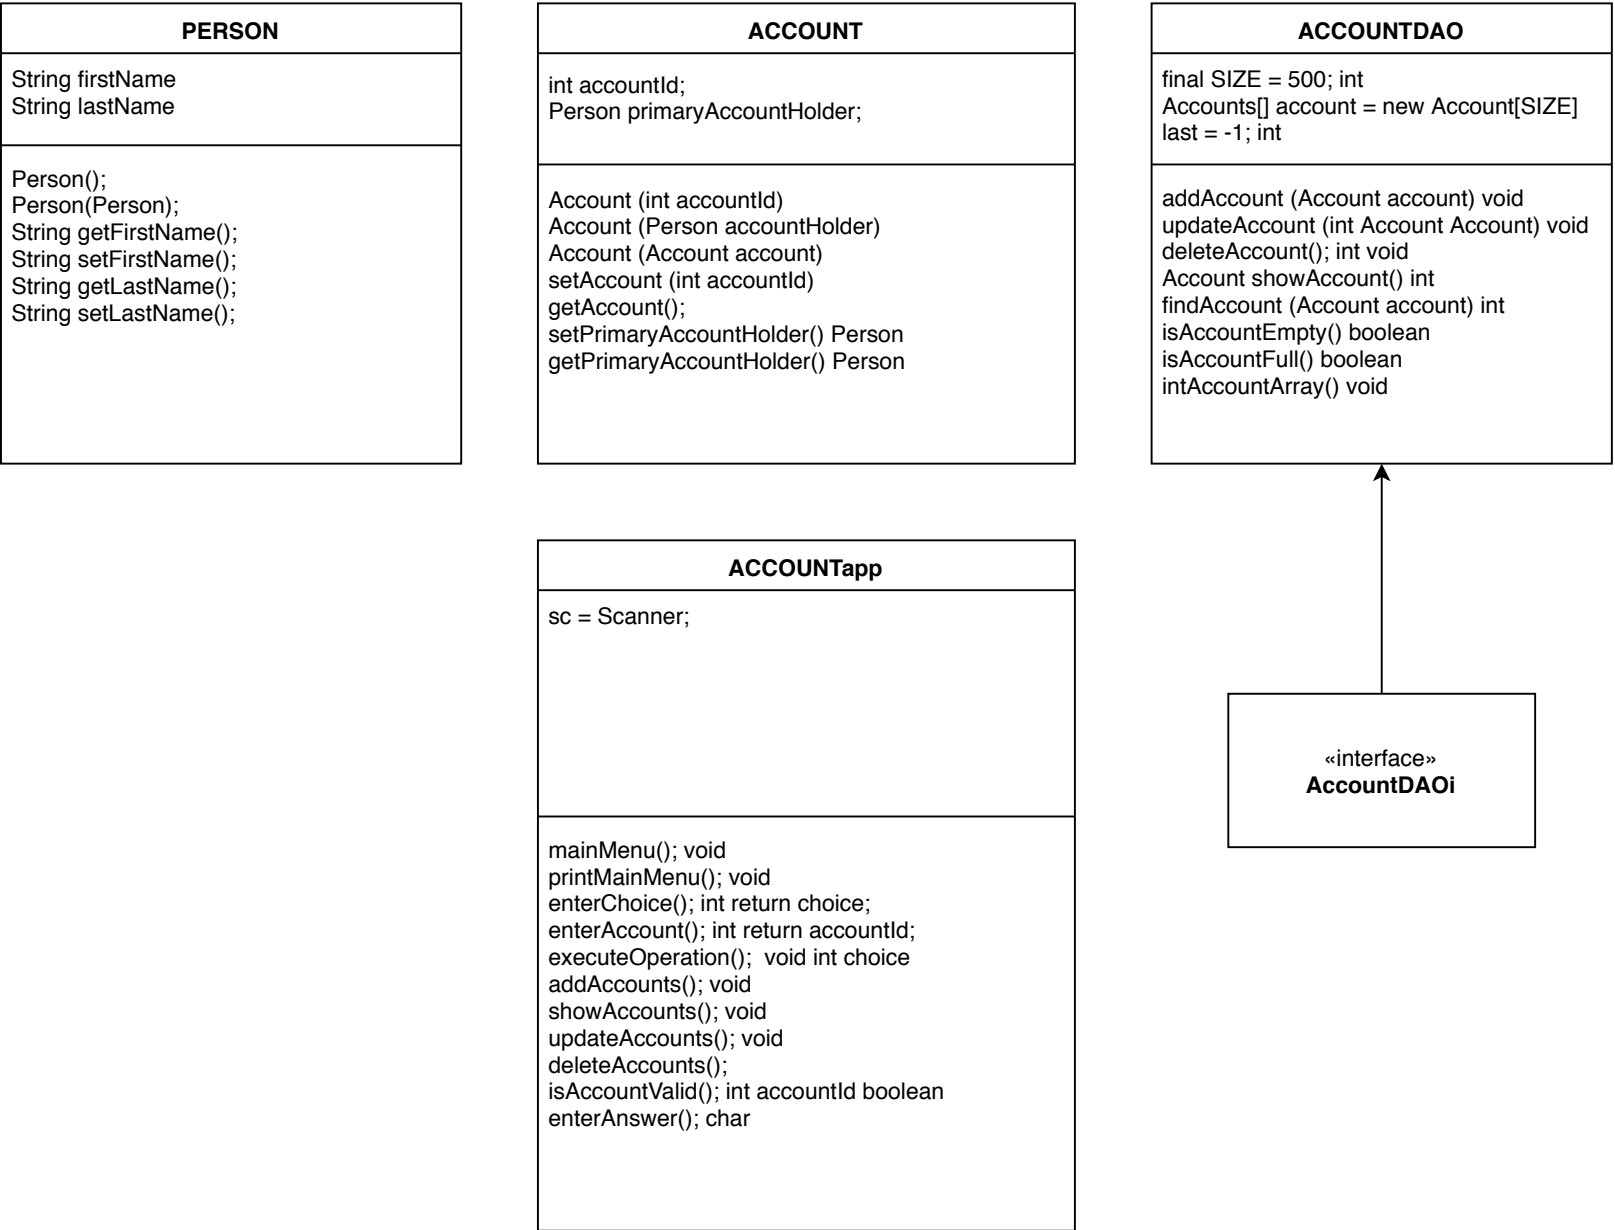 PERSON
String firstName
String lastName
Person();
Person(Person);
String getFirstName();
String setFirstName();
String getLastName();
String setLastName();
ACCOUNT
int accountId;
Person primaryAccountHolder;
Account (int accountId)
Account (Person accountHolder)
Account (Account account)
setAccount (int accountId)
getAccount();
setPrimaryAccountHolder() Person
getPrimaryAccountHolder() Person
ACCOUNTDAO
final SIZE = 500; int
Accounts[] account = new Account[SIZE]
last = -1; int
addAccount (Account account) void
updateAccount (int Account Account) void
deleteAccount(); int void
Account showAccount() int
findAccount (Account account) int
isAccountEmpty() boolean
isAccountFull() boolean
intAccountArray() void
ACCOUNTapp
sc = Scanner;
mainMenu(); void
printMainMenu(); void
enterChoice(); int return choice;
enterAccount(); int return accountId;
executeOperation();  void int choice
addAccounts(); void
showAccounts(); void
updateAccounts(); void
deleteAccounts();
isAccountValid(); int accountId boolean
enterAnswer(); char
«interface»
AccountDAOi